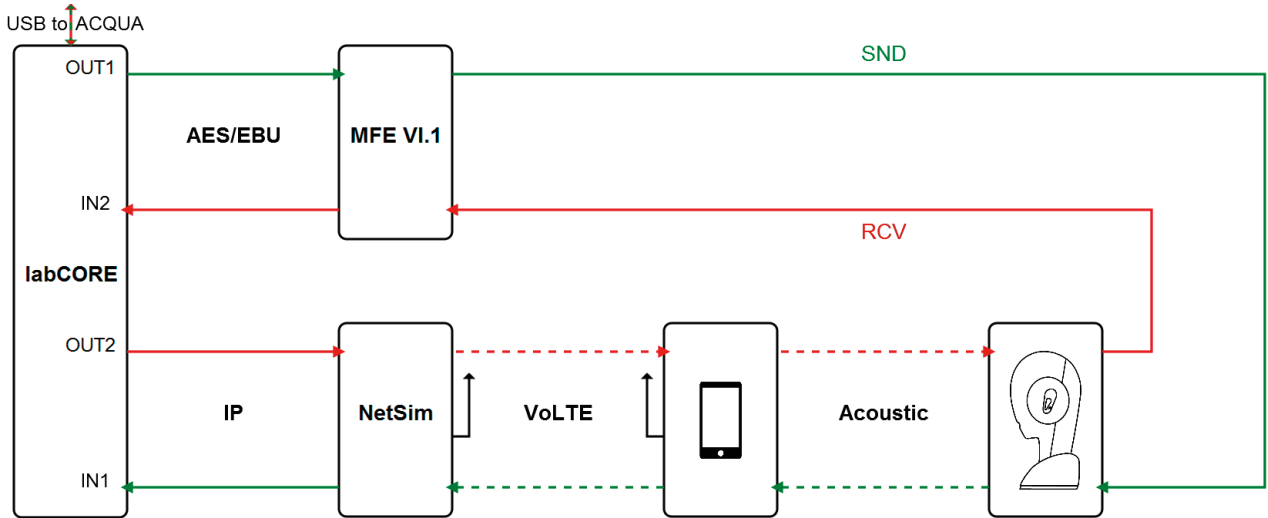 USB to ACQUA
OUT1
SND
AES/EBU
MFE VI.1
IN2
RCV
labCORE
OUT2
IP
NetSim
VoLTE
Acoustic
IN1